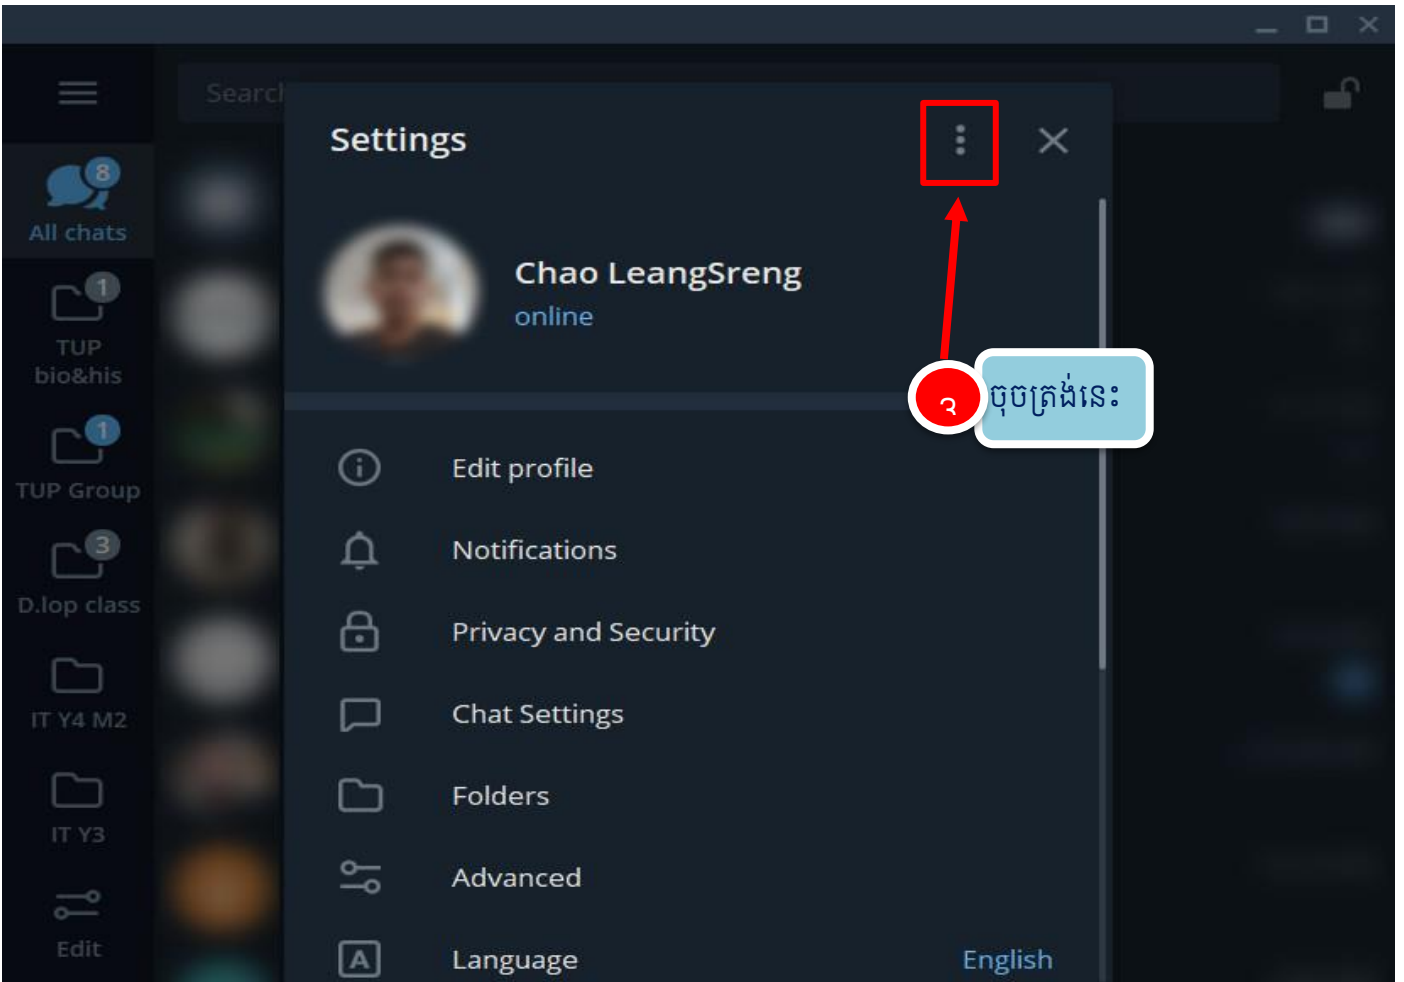 Search
Settings
8
All chats
Chao LeangSreng
online
1
TUP
bio&his
៣
ចុចត្រង់នេះ
1
TUP Group
Edit profile
Notifications
3
D.lop class
Privacy and Security
IT Y4 M2
Chat Settings
Folders
IT Y3
Advanced
Edit
A
Language
English